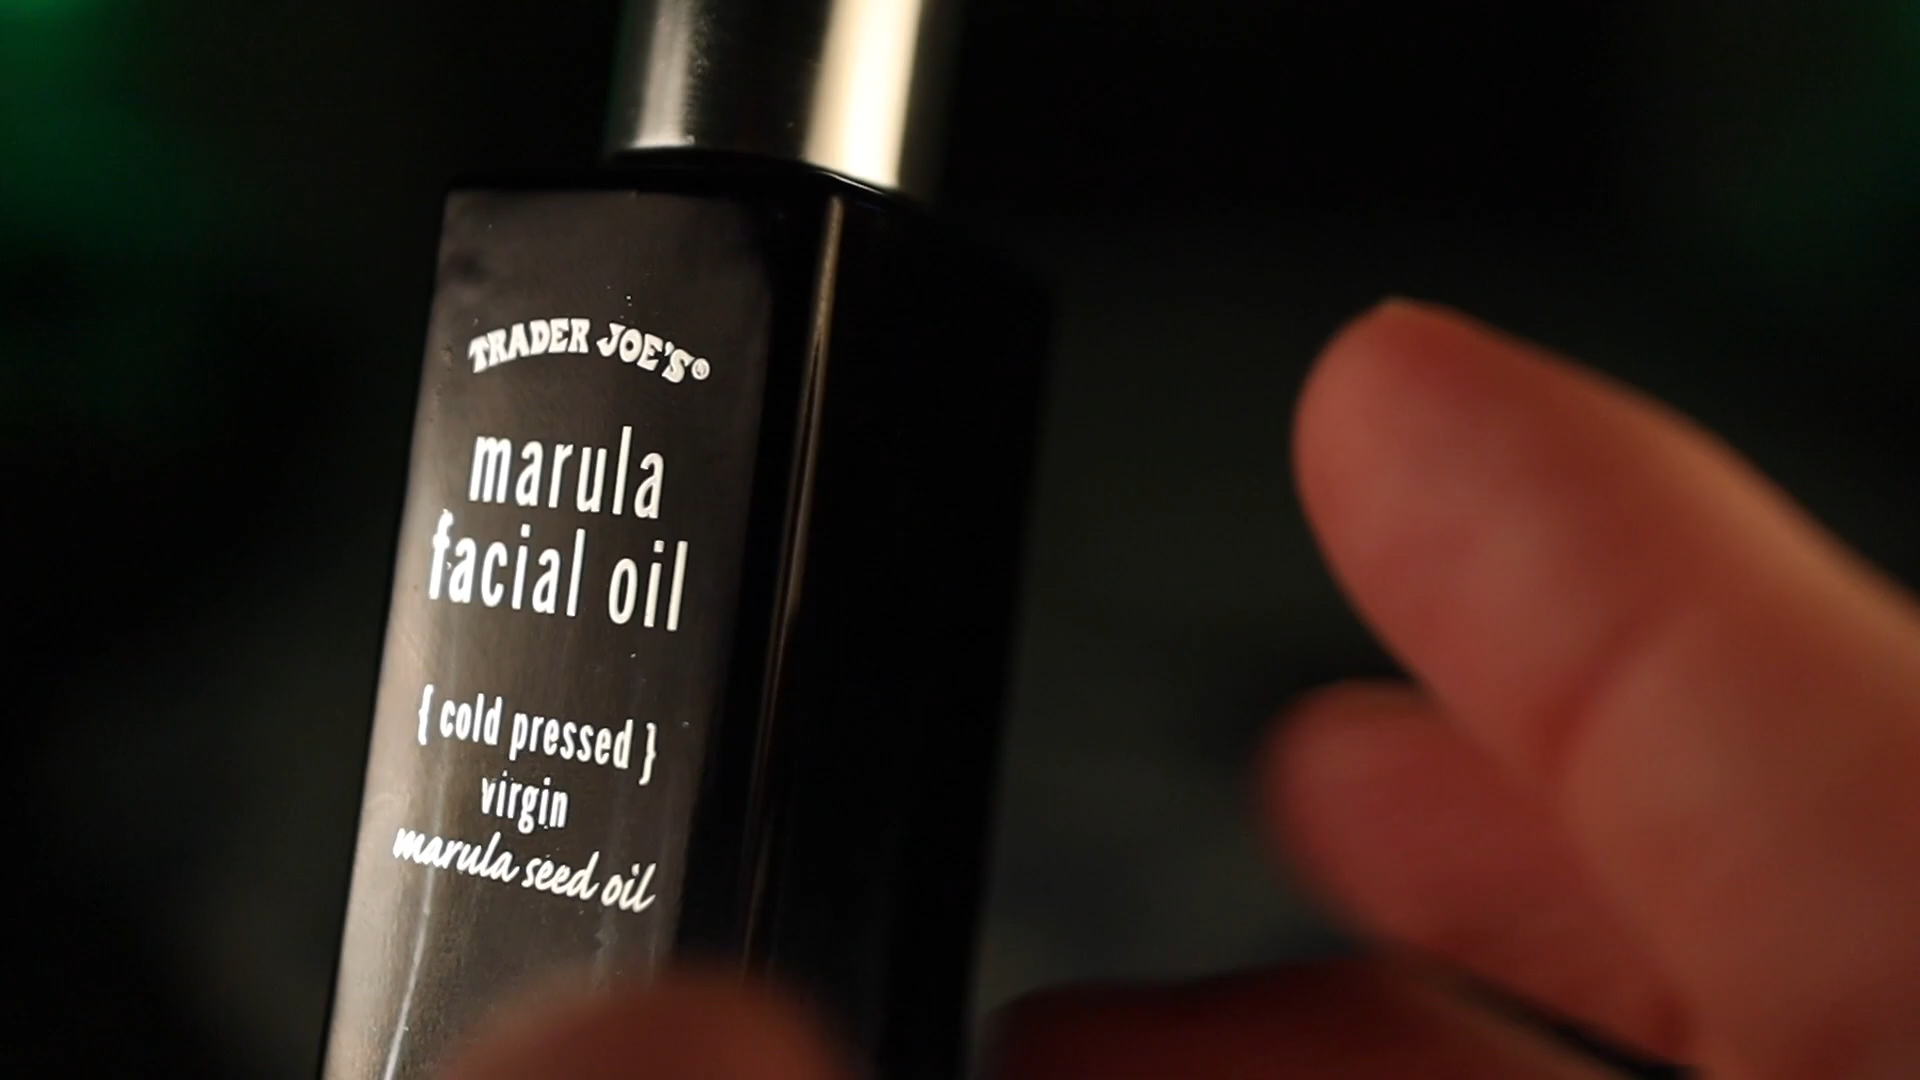 TRADER JOE'S®
marula
facial oil
{ cold pressed }
virgin
marula seed oil